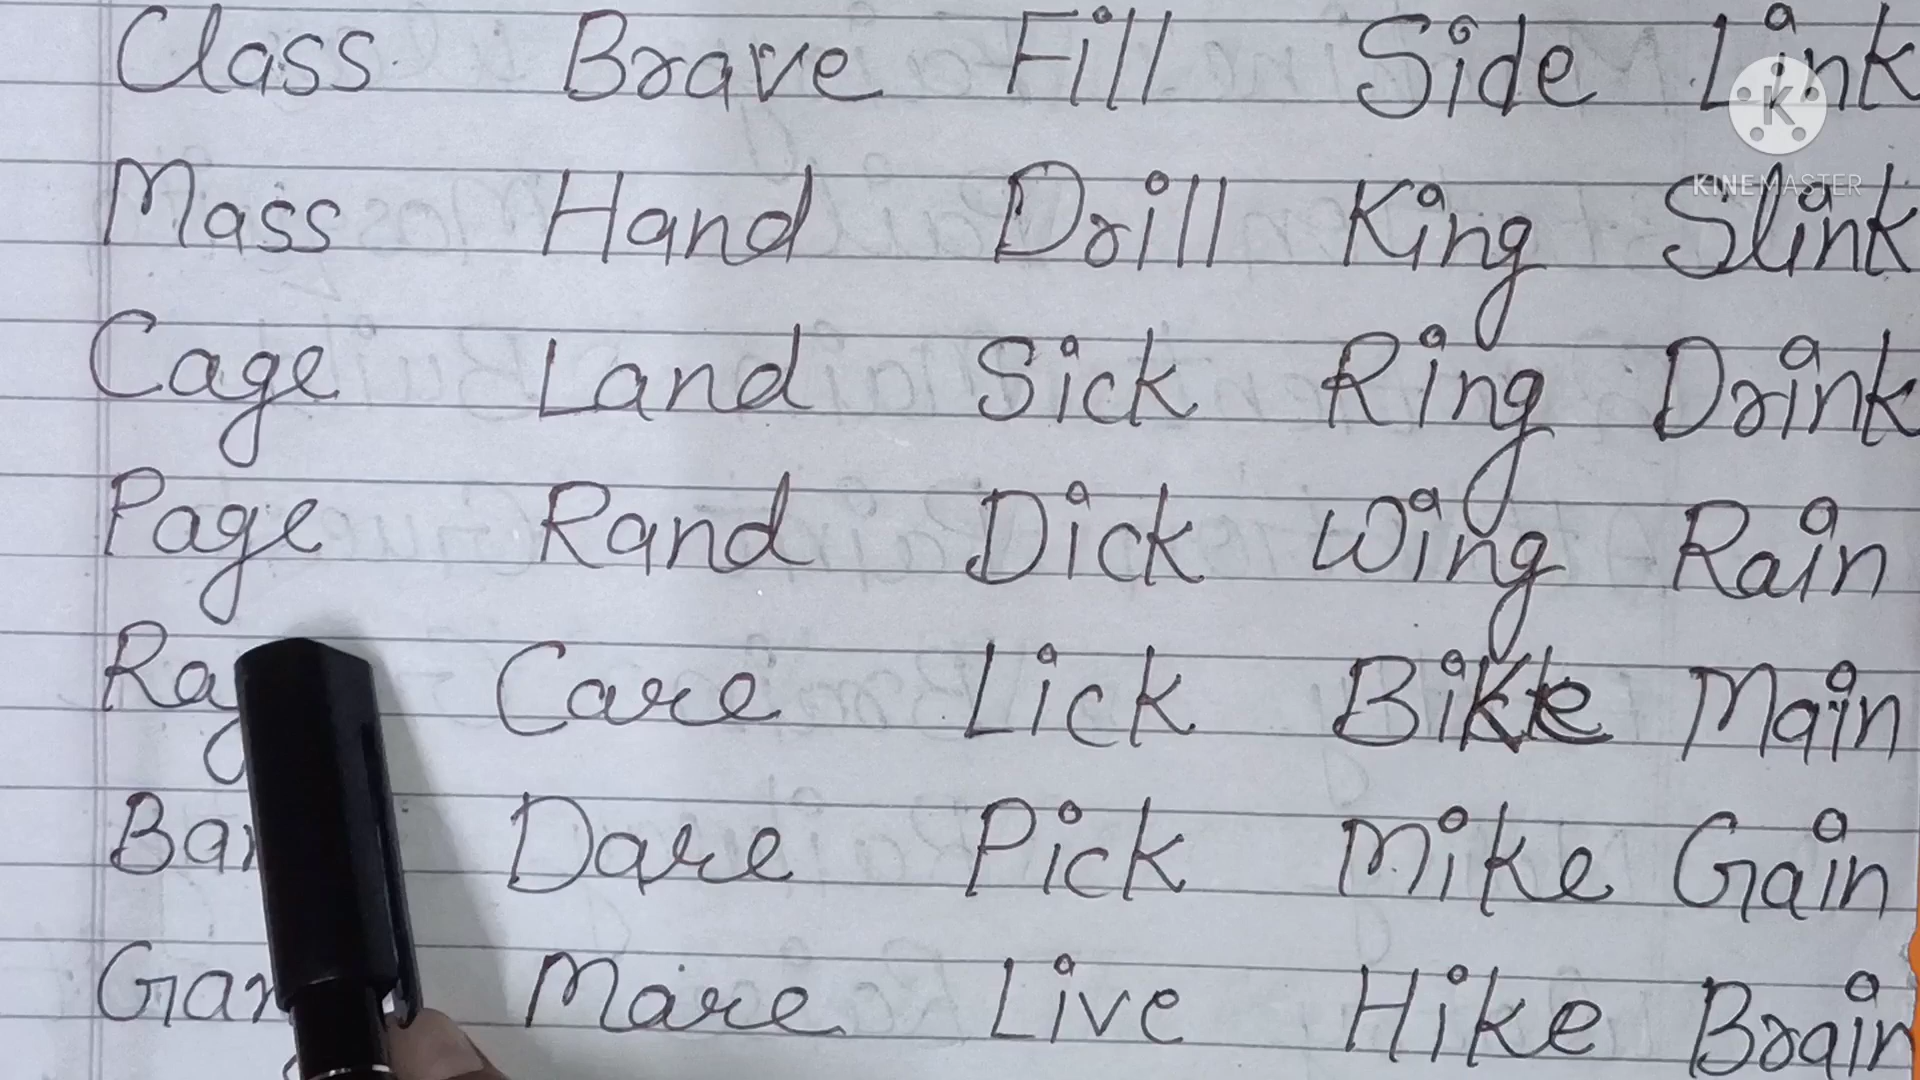 Class Brave Fill Side Link
Mass Hand Drill King Slink
Cage Land Sick Ring Drink
Page Rand Dick Wing Rain
Care Lick Bike Main
Dare Pick Mike Gain
Mare Live Hike Brain
KINEMASTER